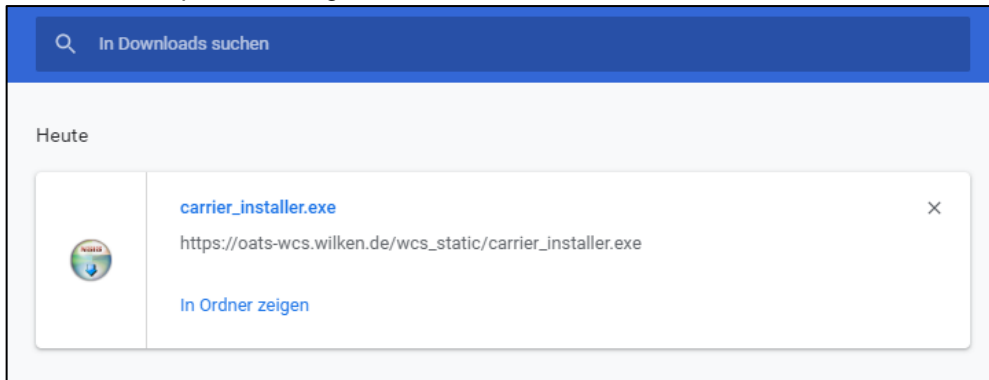 In Downloads suchen
Heute
carrier_installer.exe
https://oats-wcs.wilken.de/wcs_static/carrier_installer.exe
In Ordner zeigen